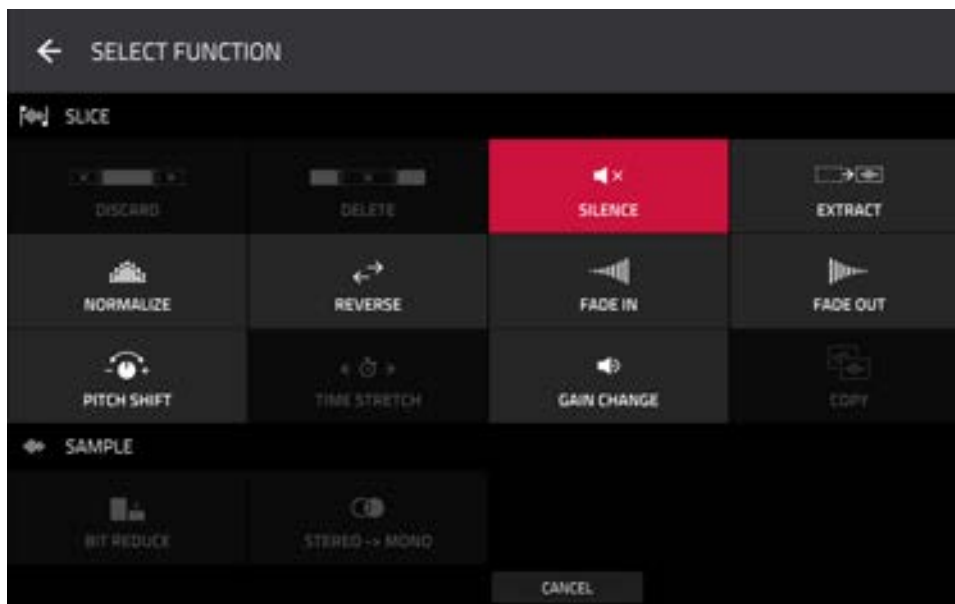 SELECT FUNCTION
SLICE
DISCARD
DELETE
SILENCE
EXTRACT
NORMALIZE
REVERSE
FADE IN
FADE OUT
PITCH SHIFT
TIME STRETCH
GAIN CHANGE
COPY
SAMPLE
BIT REDUCE
STEREO -> MONO
CANCEL